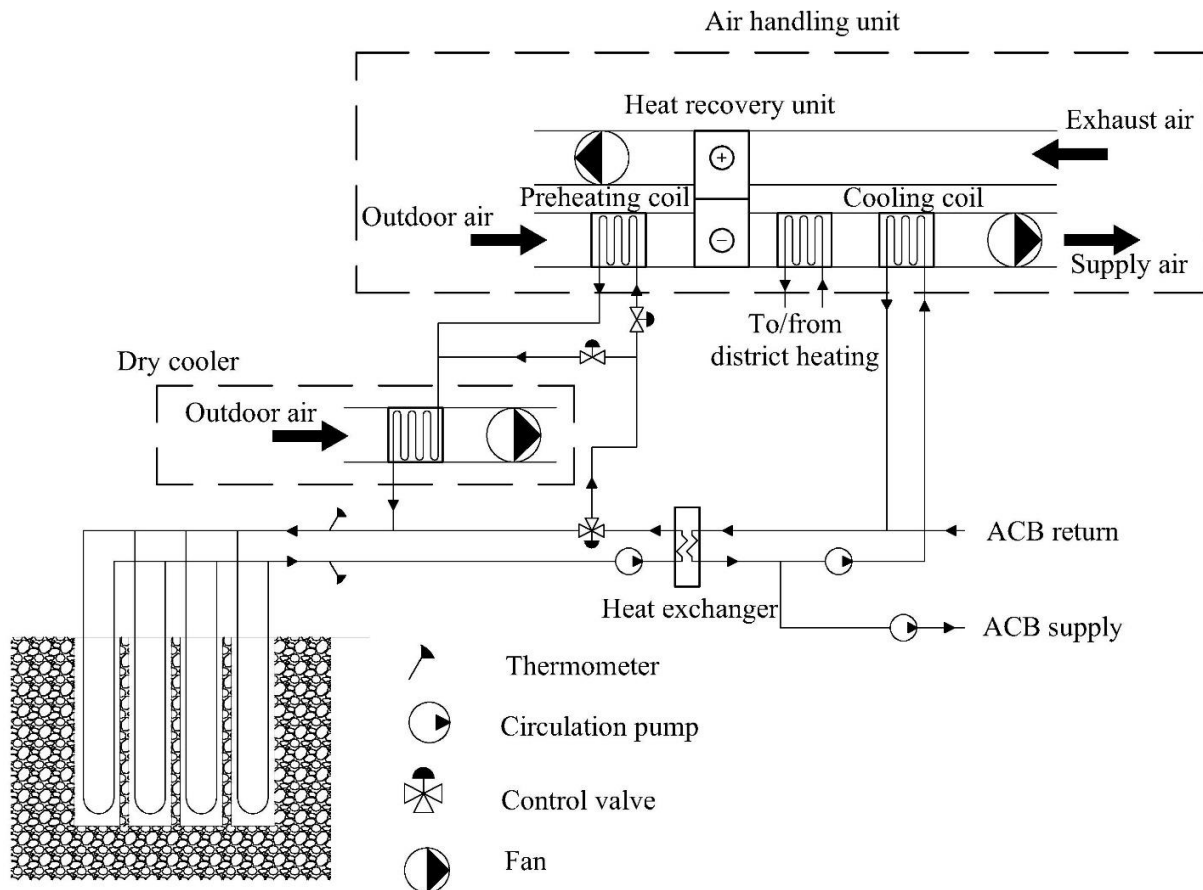 Air handling unit
Heat recovery unit
Exhaust air
Preheating coil
Cooling coil
Outdoor air
Supply air
To/from
district heating
Dry cooler
Outdoor air
ACB return
Heat exchanger
ACB supply
Thermometer
Circulation pump
Control valve
Fan